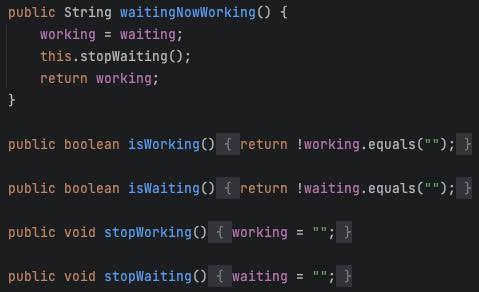 public String waitingNowWorking() {
    working = waiting;
    this.stopWaiting();
    return working;
}
public boolean isWorking() { return !working.equals(""); }
public boolean isWaiting() { return !waiting.equals(""); }
public void stopWorking() { working = ""; }
public void stopWaiting() { waiting = ""; }